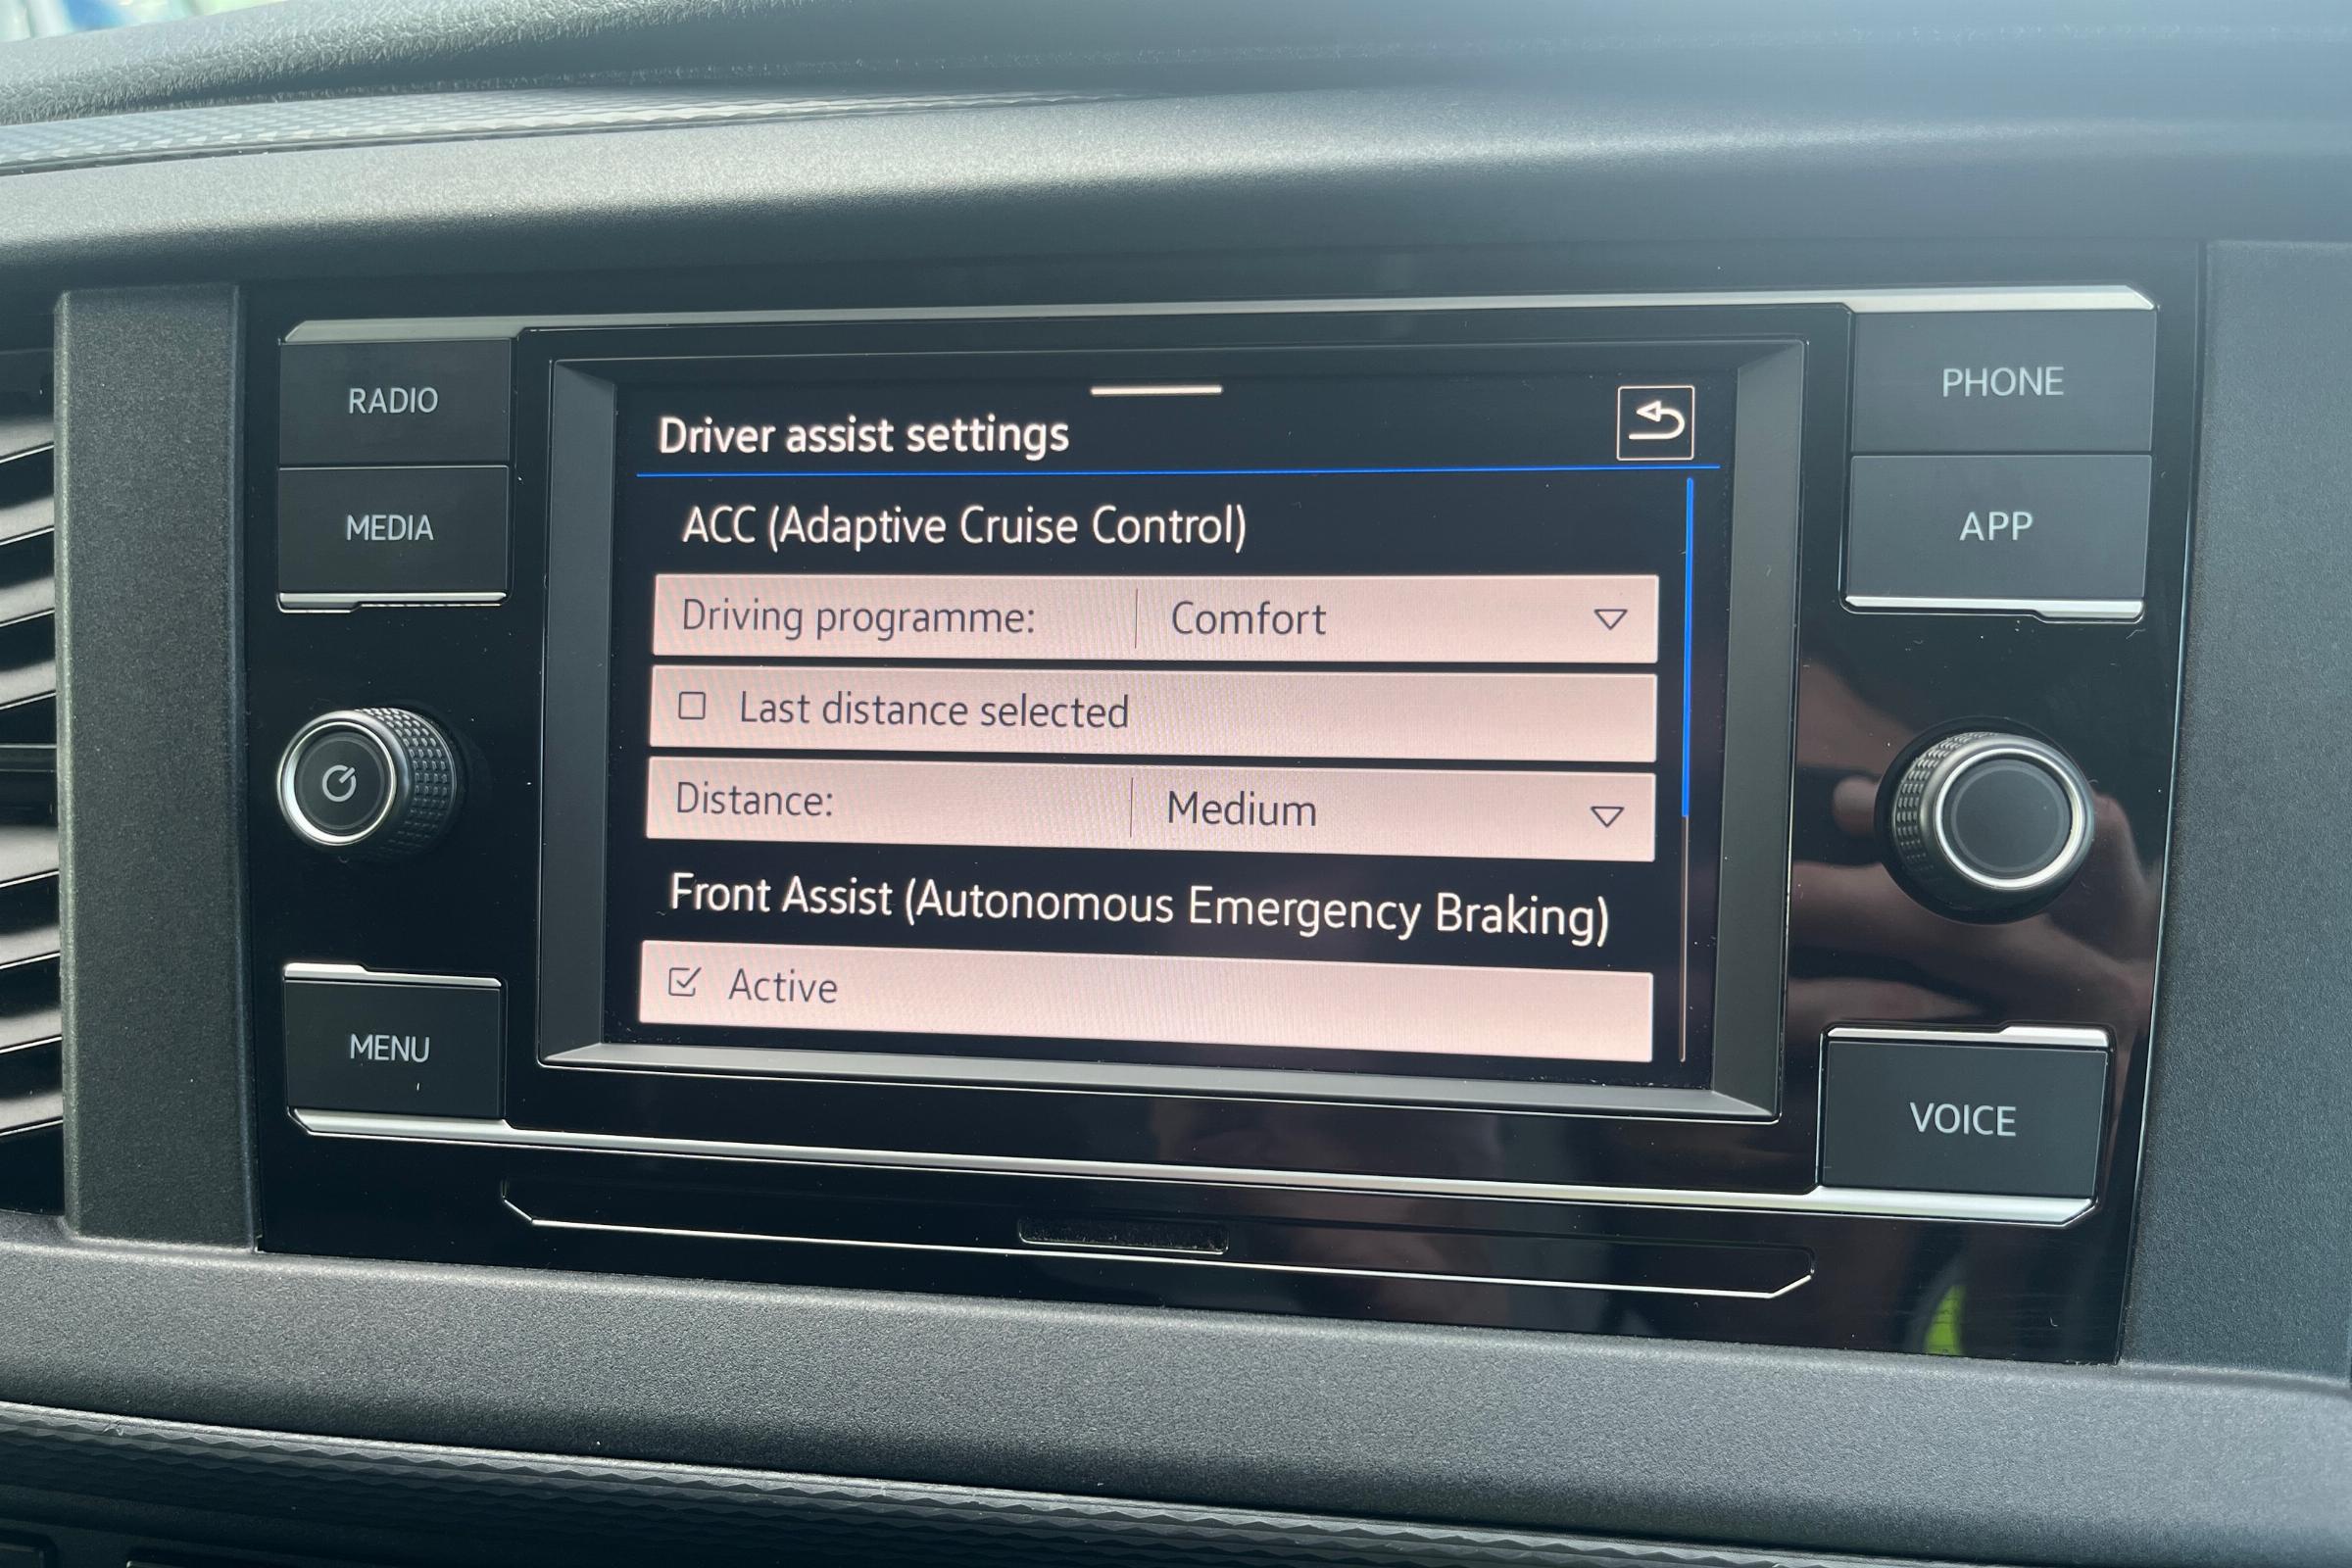 RADIO
MEDIA
MENU
Driver assist settings
ACC (Adaptive Cruise Control)
Driving programme: Comfort
Last distance selected
Distance: Medium
Front Assist (Autonomous Emergency Braking)
Active
PHONE
APP
VOICE